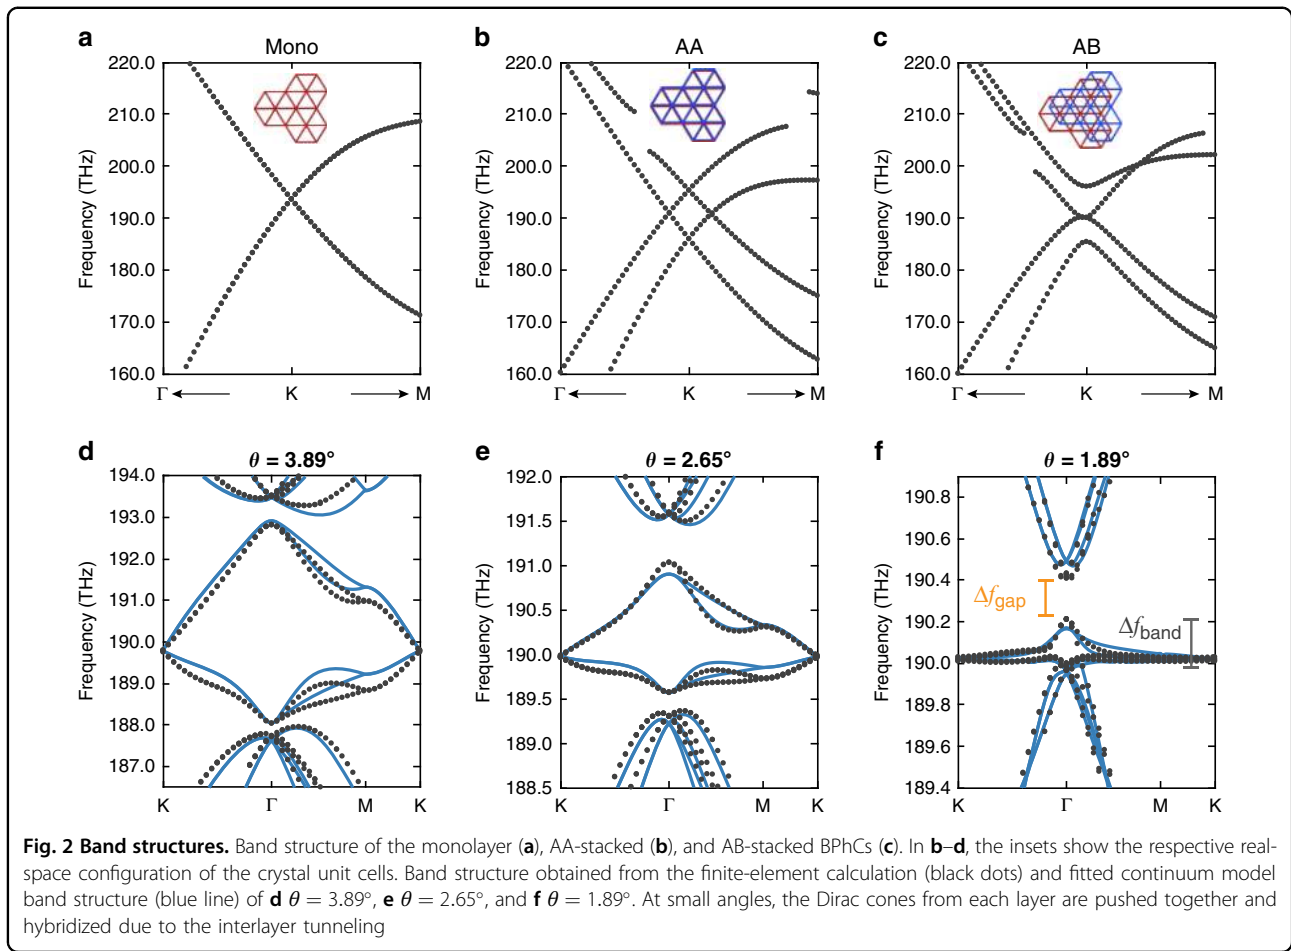 a
Mono
220.0
210.0
200.0
190.0
180.0
170.0
160.0
Frequency (THz)
Γ
K
M
b
AA
220.0
210.0
200.0
190.0
180.0
170.0
160.0
Frequency (THz)
Γ
K
M
c
AB
220.0
210.0
200.0
190.0
180.0
170.0
160.0
Frequency (THz)
Γ
K
M
d
θ = 3.89°
194.0
193.0
192.0
191.0
190.0
189.0
188.0
187.0
Frequency (THz)
K
Γ
M
K
e
θ = 2.65°
192.0
191.5
191.0
190.5
190.0
189.5
189.0
188.5
Frequency (THz)
K
Γ
M
K
f
θ = 1.89°
190.8
190.6
190.4
190.2
190.0
189.8
189.6
189.4
Frequency (THz)
Δfgap
Δfband
K
Γ
M
K
Fig. 2 Band structures. Band structure of the monolayer (a), AA-stacked (b), and AB-stacked BPhCs (c). In b–d, the insets show the respective real-
space configuration of the crystal unit cells. Band structure obtained from the finite-element calculation (black dots) and fitted continuum model
band structure (blue line) of d θ = 3.89°, e θ = 2.65°, and f θ = 1.89°. At small angles, the Dirac cones from each layer are pushed together and
hybridized due to the interlayer tunneling